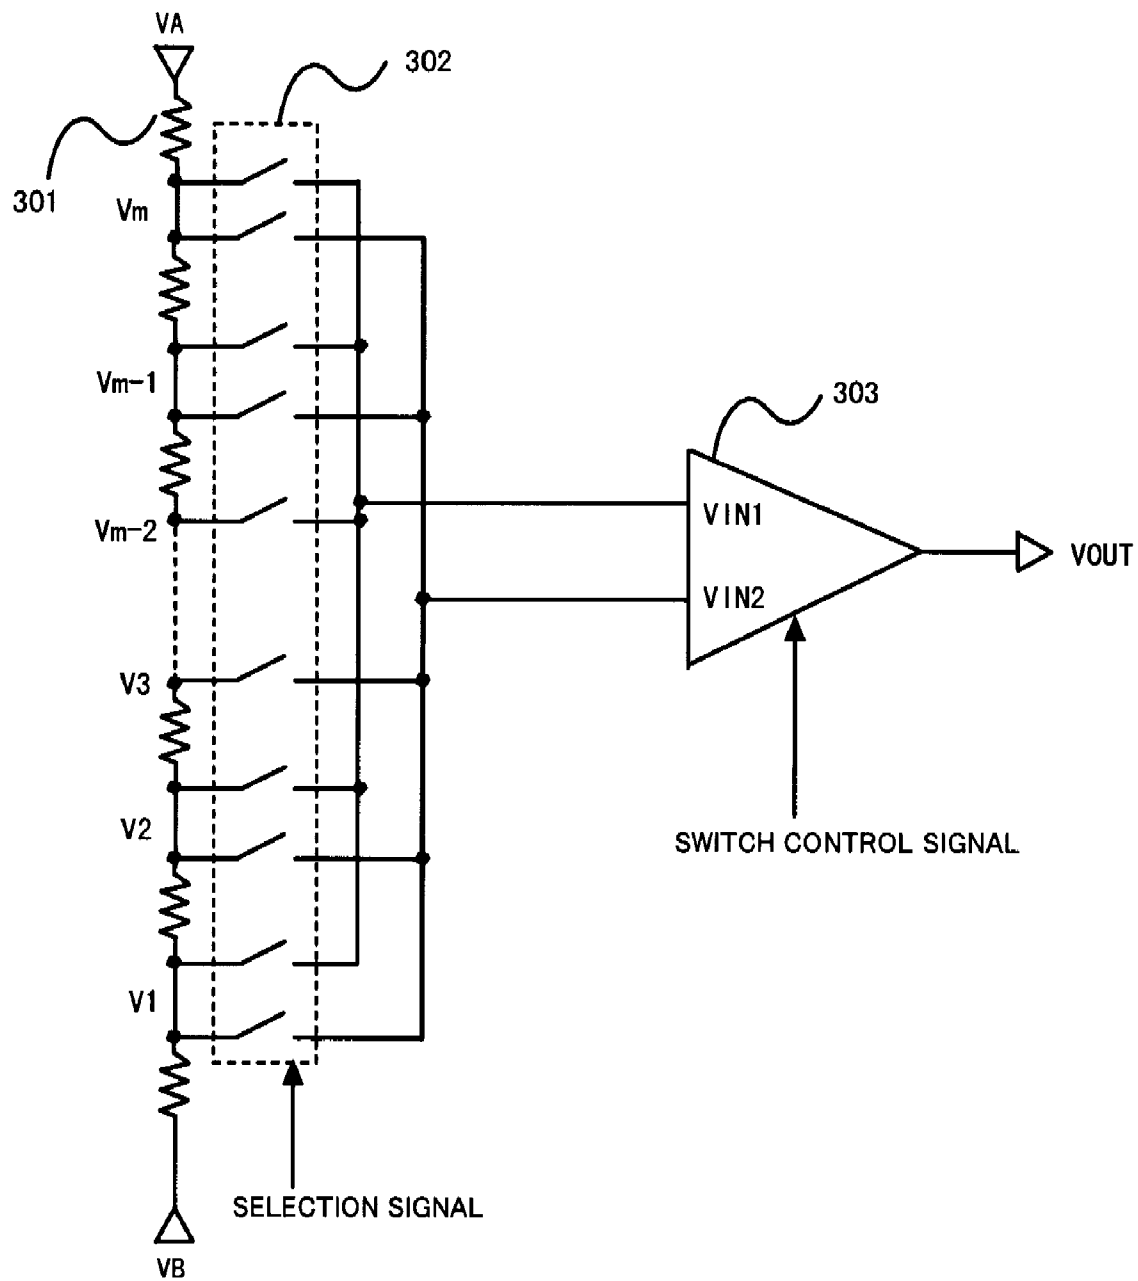 VA
302
301
Vm
Vm-1
303
Vm-2
VIN1
VOUT
VIN2
V3
V2
SWITCH CONTROL SIGNAL
V1
SELECTION SIGNAL
VB